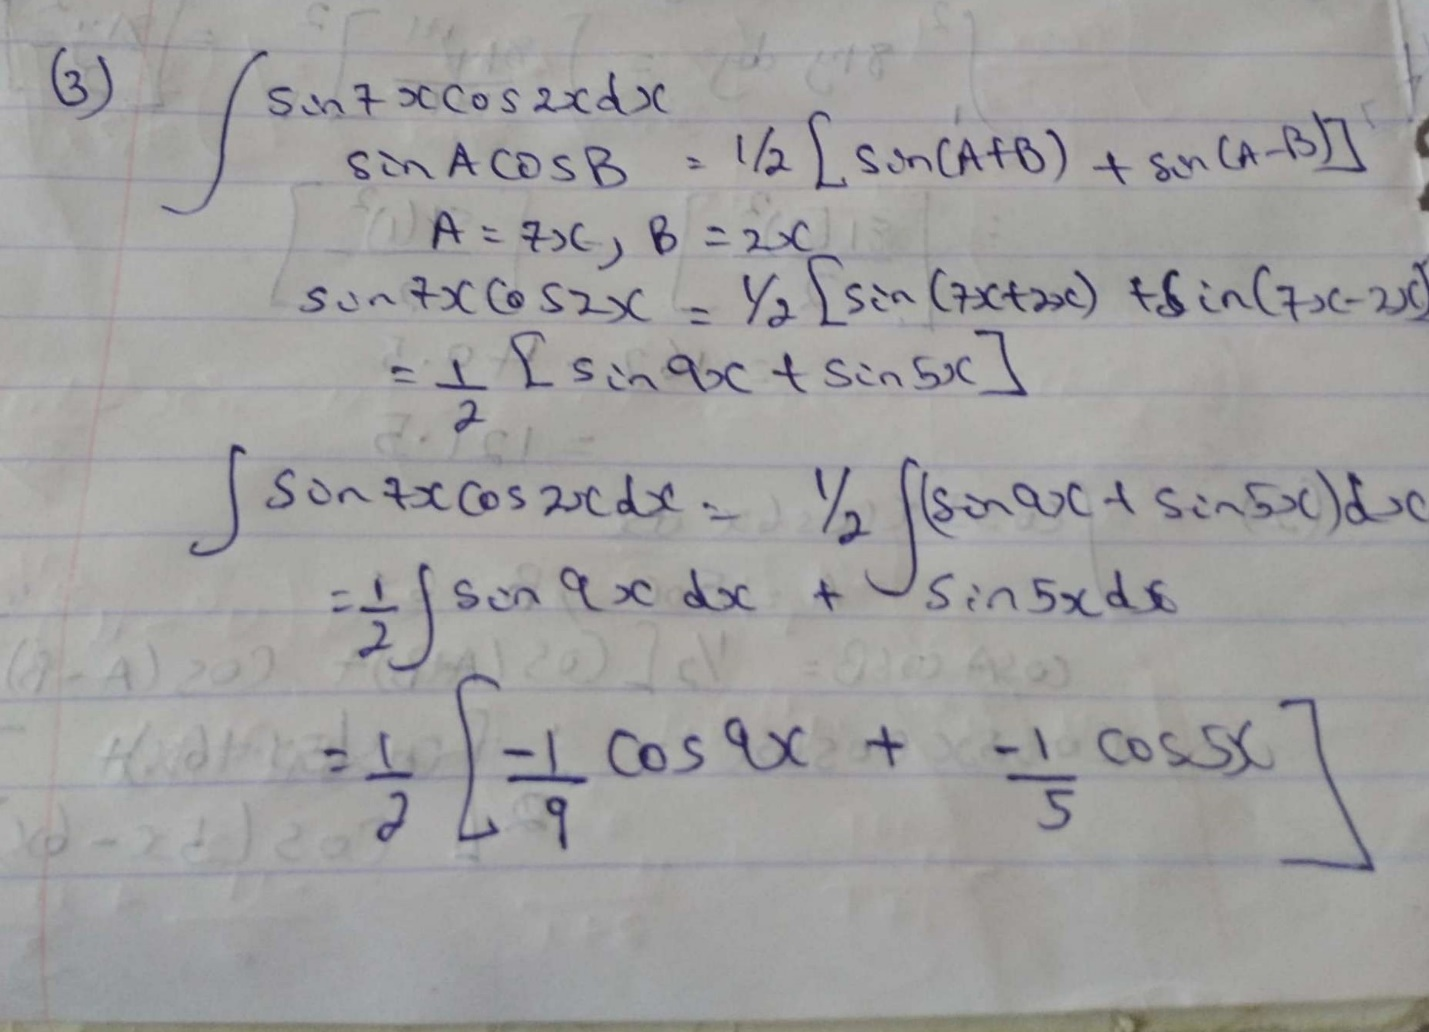 (3) ∫ sin7xcos2xdx
sinAcosB = 1/2 [sin(A+B) + sin(A-B)]
A = 7x, B = 2x
sin7xcos2x = 1/2 [sin(7x+2x) + sin(7x-2x)]
= 1/2 [sin9x + sin5x]
∫ sin7xcos2xdx = 1/2 ∫(sin9x + sin5x)dx
= 1/2 ∫ sin9x dx + ∫ sin5xdx
= 1/2 [-1/9 cos9x + -1/5 cos5x]